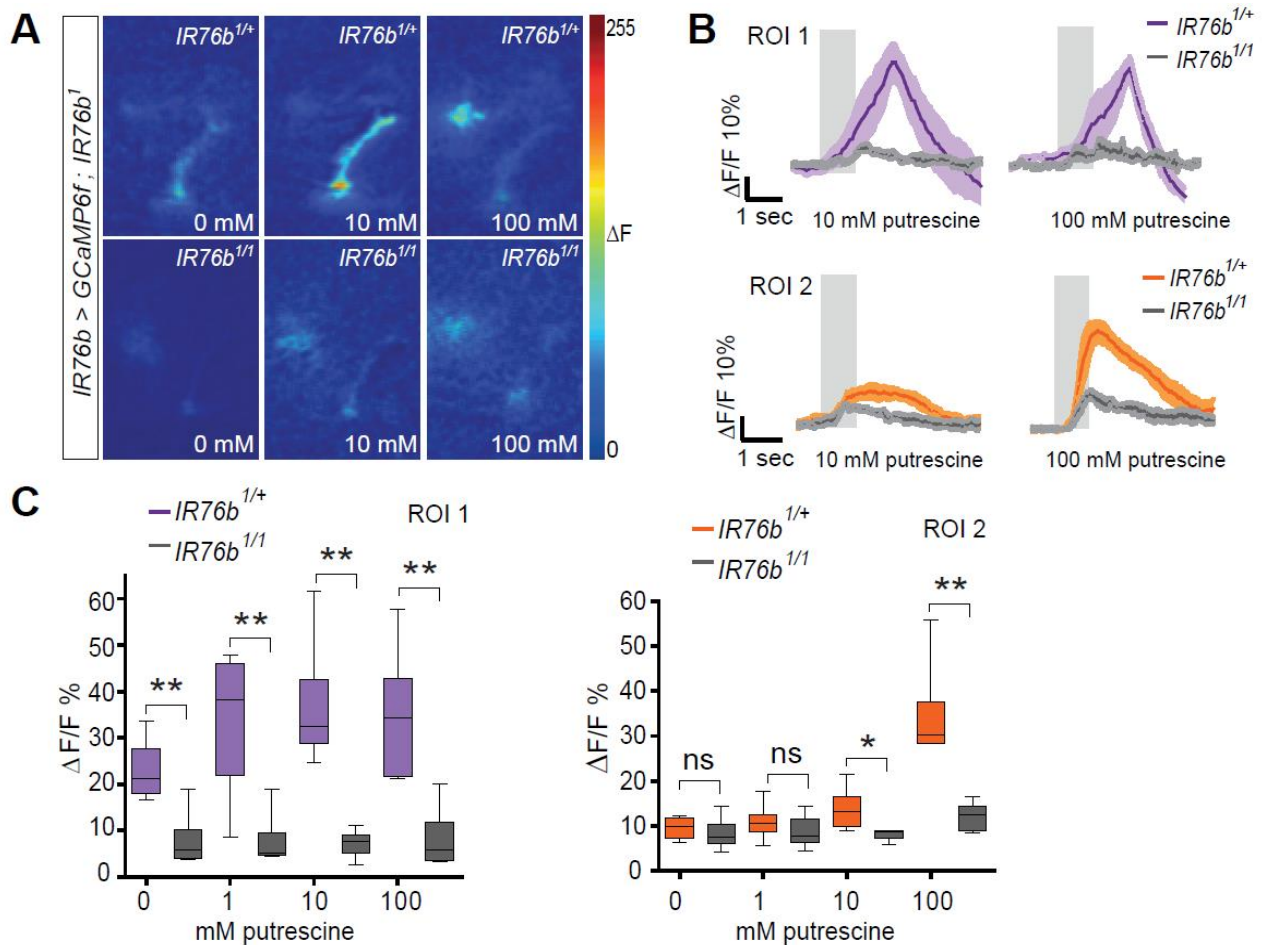 A
IR76b > GCaMP6f ; IR76b¹
IR76b¹/⁺
0 mM
IR76b¹/⁺
10 mM
IR76b¹/⁺
100 mM
IR76b¹/¹
0 mM
IR76b¹/¹
10 mM
IR76b¹/¹
100 mM
255
ΔF
0
B
ROI 1
IR76b¹/⁺
IR76b¹/¹
ΔF/F 10%
1 sec
10 mM putrescine
100 mM putrescine
ROI 2
IR76b¹/⁺
IR76b¹/¹
ΔF/F 10%
1 sec
10 mM putrescine
100 mM putrescine
C
IR76b¹/⁺
IR76b¹/¹
ROI 1
** ** ** **
ΔF/F %
60
50
40
30
20
10
0
0 1 10 100
mM putrescine
IR76b¹/⁺
IR76b¹/¹
ROI 2
ns ns * **
ΔF/F %
60
50
40
30
20
10
0
0 1 10 100
mM putrescine